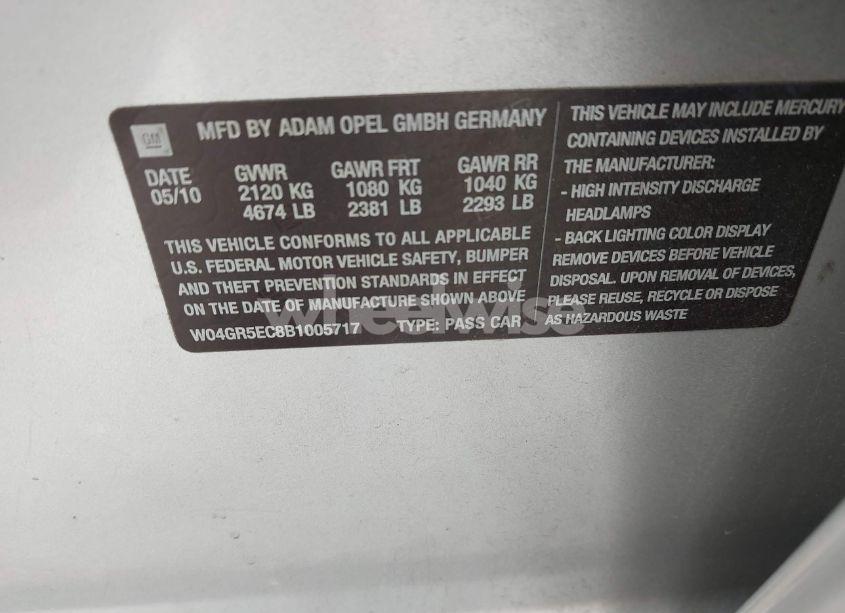 GM
MFD BY ADAM OPEL GMBH GERMANY
DATE GVWR GAWR FRT GAWR RR
05/10 2120 KG 1080 KG 1040 KG
4674 LB 2381 LB 2293 LB
THIS VEHICLE CONFORMS TO ALL APPLICABLE
U.S. FEDERAL MOTOR VEHICLE SAFETY, BUMPER
AND THEFT PREVENTION STANDARDS IN EFFECT
ON THE DATE OF MANUFACTURE SHOWN ABOVE
W04GR5EC8B1005717 TYPE: PASS CAR
THIS VEHICLE MAY INCLUDE MERCURY
CONTAINING DEVICES INSTALLED BY
THE MANUFACTURER:
- HIGH INTENSITY DISCHARGE
HEADLAMPS
- BACK LIGHTING COLOR DISPLAY
REMOVE DEVICES BEFORE VEHICLE
DISPOSAL. UPON REMOVAL OF DEVICES,
PLEASE REUSE, RECYCLE OR DISPOSE
AS HAZARDOUS WASTE
wheelwise